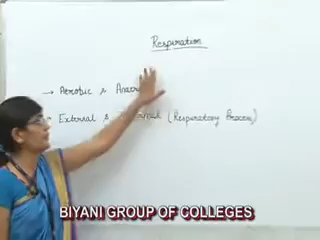 Respiration
→ Aerobic &
External & (Respiratory Process)
BIYANI GROUP OF COLLEGES